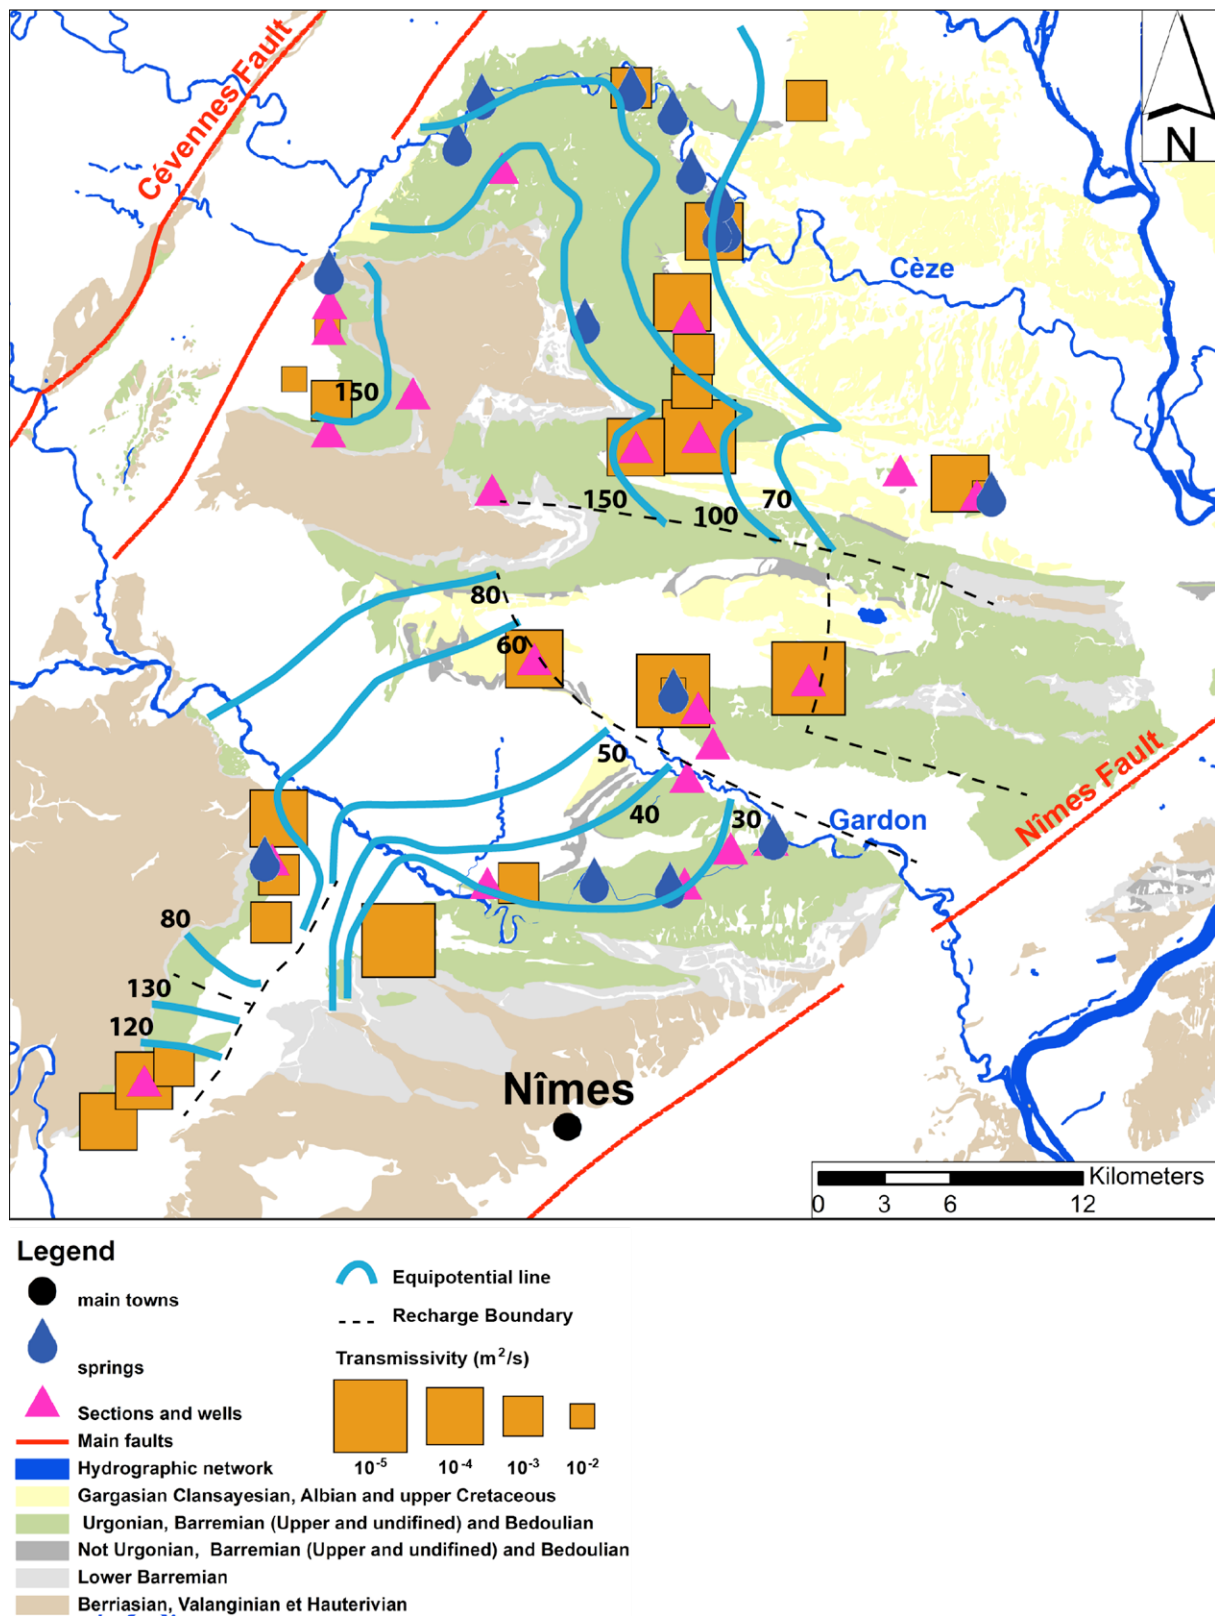 Cévennes Fault
N
Cèze
150
150
100
70
80
60
50
40
30
Gardon
Nîmes Fault
80
130
120
Nîmes
Kilometers
0 3 6 12
Legend
main towns
springs
Sections and wells
Main faults
Hydrographic network
Gargasian Clansayesian, Albian and upper Cretaceous
Urgonian, Barremian (Upper and undifined) and Bedoulian
Not Urgonian, Barremian (Upper and undifined) and Bedoulian
Lower Barremian
Berriasian, Valanginian et Hauterivian
Equipotential line
Recharge Boundary
Transmissivity (m²/s)
10⁻⁵ 10⁻⁴ 10⁻³ 10⁻²